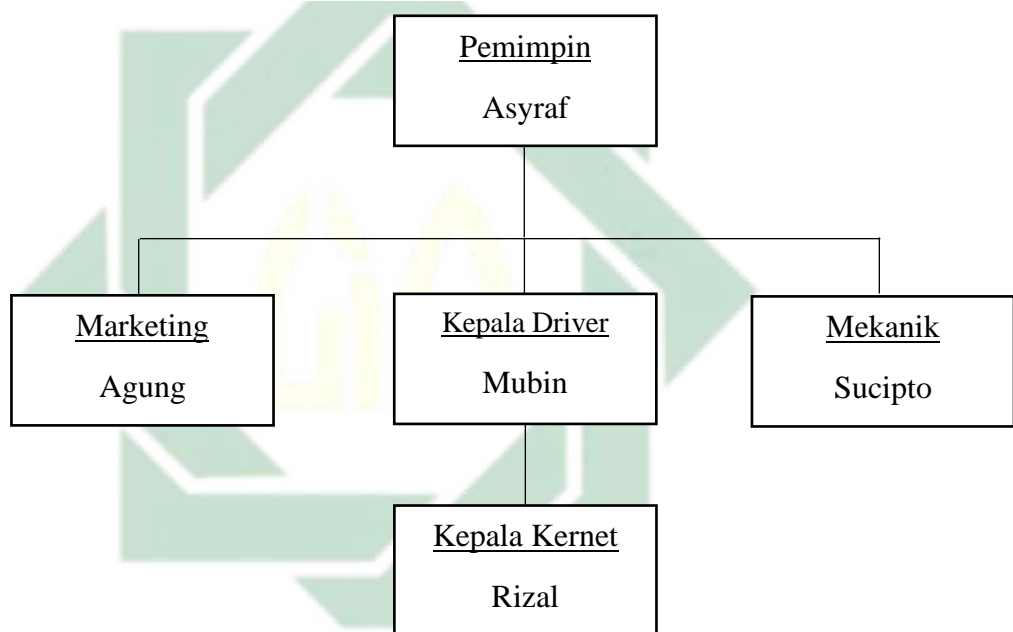 Pemimpin
Asyraf
Marketing
Agung
Kepala Driver
Mubin
Mekanik
Sucipto
Kepala Kernet
Rizal